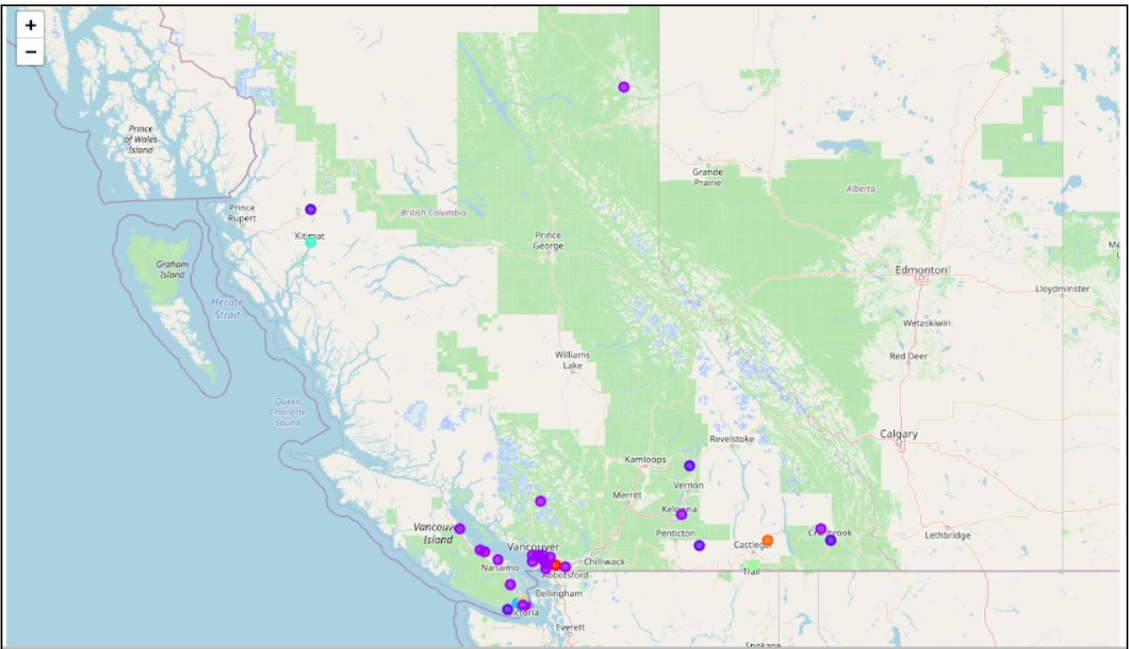 +
−
Prince
of Wales
Island
Grande
Prairie
Alberta
Prince
Rupert
British Columbia
Kitimat
Prince
George
Me
Graham
Island
Edmonton
Lloydminster
Hecate
Strait
Wetaskiwin
Williams
Lake
Red Deer
Queen
Charlotte
Sound
Calgary
Revelstoke
Kamloops
Vernon
Merritt
Kelowna
Vancouver
Island
Penticton
Cranbrook
Lethbridge
Vancouver
Castlegar
Nanaimo
Chilliwack
Abbotsford
Trail
Bellingham
Victoria
Everett
Spokane